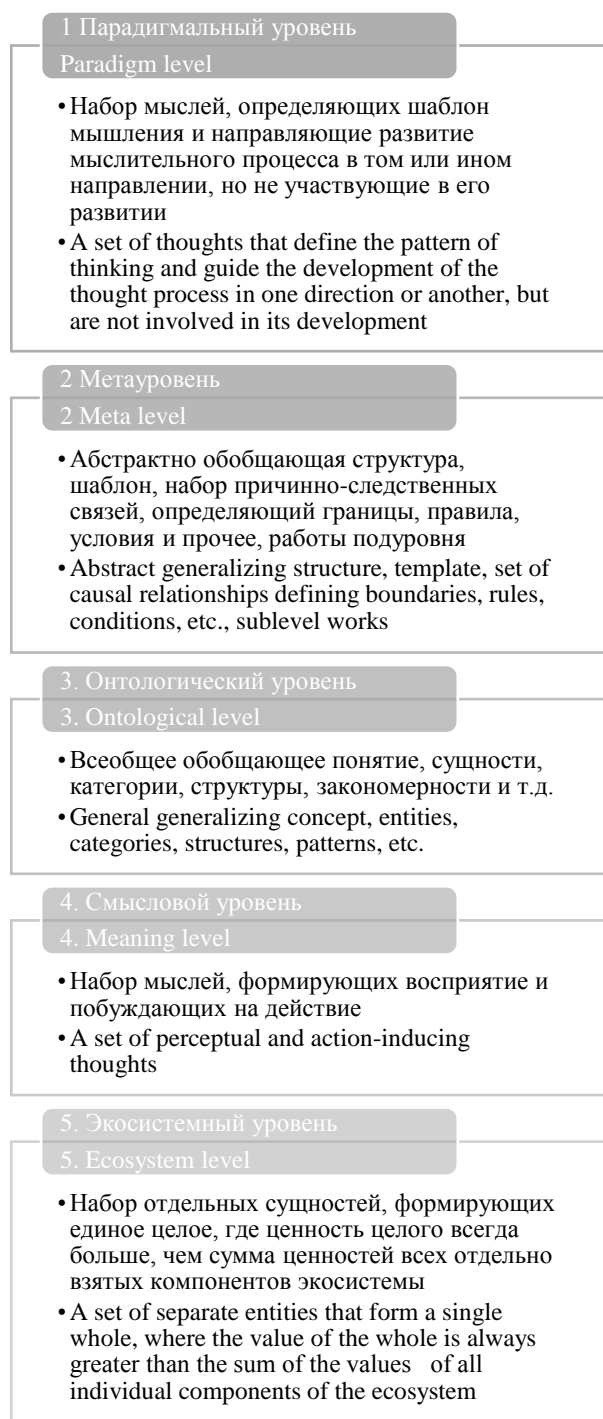 1 Парадигмальный уровень
Paradigm level
•Набор мыслей, определяющих шаблон
мышления и направляющие развитие
мыслительного процесса в том или ином
направлении, но не участвующие в его
развитии
•A set of thoughts that define the pattern of
thinking and guide the development of the
thought process in one direction or another, but
are not involved in its development
2 Метауровень
2 Meta level
•Абстрактно обобщающая структура,
шаблон, набор причинно-следственных
связей, определяющий границы, правила,
условия и прочее, работы подуровня
•Abstract generalizing structure, template, set of
causal relationships defining boundaries, rules,
conditions, etc., sublevel works
3. Онтологический уровень
3. Ontological level
•Всеобщее обобщающее понятие, сущности,
категории, структуры, закономерности и т.д.
•General generalizing concept, entities,
categories, structures, patterns, etc.
4. Смысловой уровень
4. Meaning level
•Набор мыслей, формирующих восприятие и
побуждающих на действие
•A set of perceptual and action-inducing
thoughts
5. Экосистемный уровень
5. Ecosystem level
•Набор отдельных сущностей, формирующих
единое целое, где ценность целого всегда
больше, чем сумма ценностей всех отдельно
взятых компонентов экосистемы
•A set of separate entities that form a single
whole, where the value of the whole is always
greater than the sum of the values of all
individual components of the ecosystem